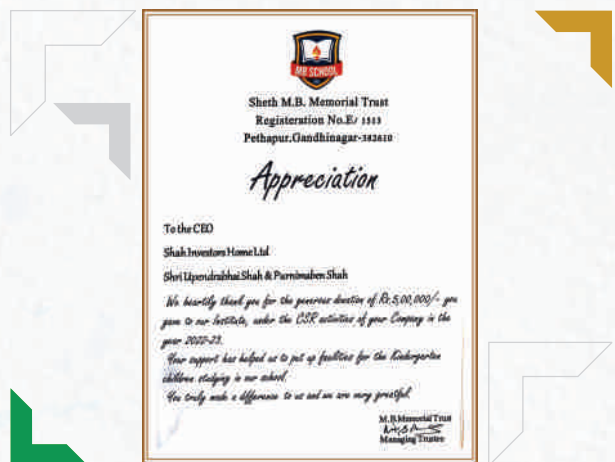 MB SCHOOL
Sheth M.B. Memorial Trust
Registeration No.E/ 1513
Pethapur.Gandhinagar-382610
Appreciation
To the CEO
Shah Investors Home Ltd
Shri Upendrabhai Shah & Purnimaben Shah
We heartily thank you for the generous donation of Rs.5,00,000/- you
gave to our Institute, under the CSR activities of your Company in the
year 2022-23.
Your support has helped us to put up facilities for the Kindergarten
children studying in our school.
You truly make a difference to us and we are very greatful.
M.B.Memorial Trust
Managing Trustee